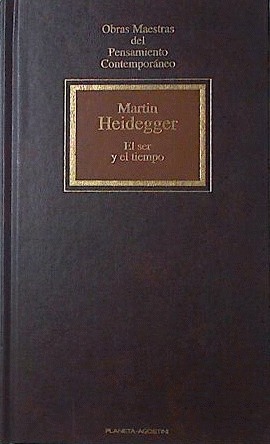 Obras Maestras
del
Pensamiento
Contemporáneo
Martin
Heidegger
El ser
y el tiempo
PLANETA-AGOSTINI